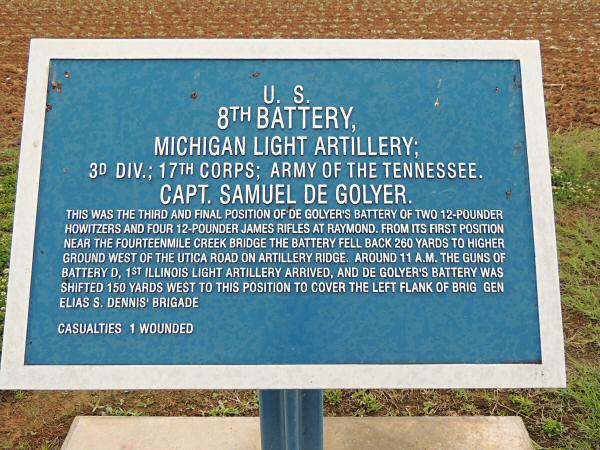 U. S.
8TH BATTERY,
MICHIGAN LIGHT ARTILLERY;
3D DIV.; 17TH CORPS; ARMY OF THE TENNESSEE.
CAPT. SAMUEL DE GOLYER.
THIS WAS THE THIRD AND FINAL POSITION OF DE GOLYER'S BATTERY OF TWO 12-POUNDER
HOWITZERS AND FOUR 12-POUNDER JAMES RIFLES AT RAYMOND. FROM ITS FIRST POSITION
NEAR THE FOURTEENMILE CREEK BRIDGE THE BATTERY FELL BACK 260 YARDS TO HIGHER
GROUND WEST OF THE UTICA ROAD ON ARTILLERY RIDGE. AROUND 11 A.M. THE GUNS OF
BATTERY D, 1ST ILLINOIS LIGHT ARTILLERY ARRIVED, AND DE GOLYER'S BATTERY WAS
SHIFTED 150 YARDS WEST TO THIS POSITION TO COVER THE LEFT FLANK OF BRIG GEN
ELIAS S. DENNIS' BRIGADE
CASUALTIES 1 WOUNDED